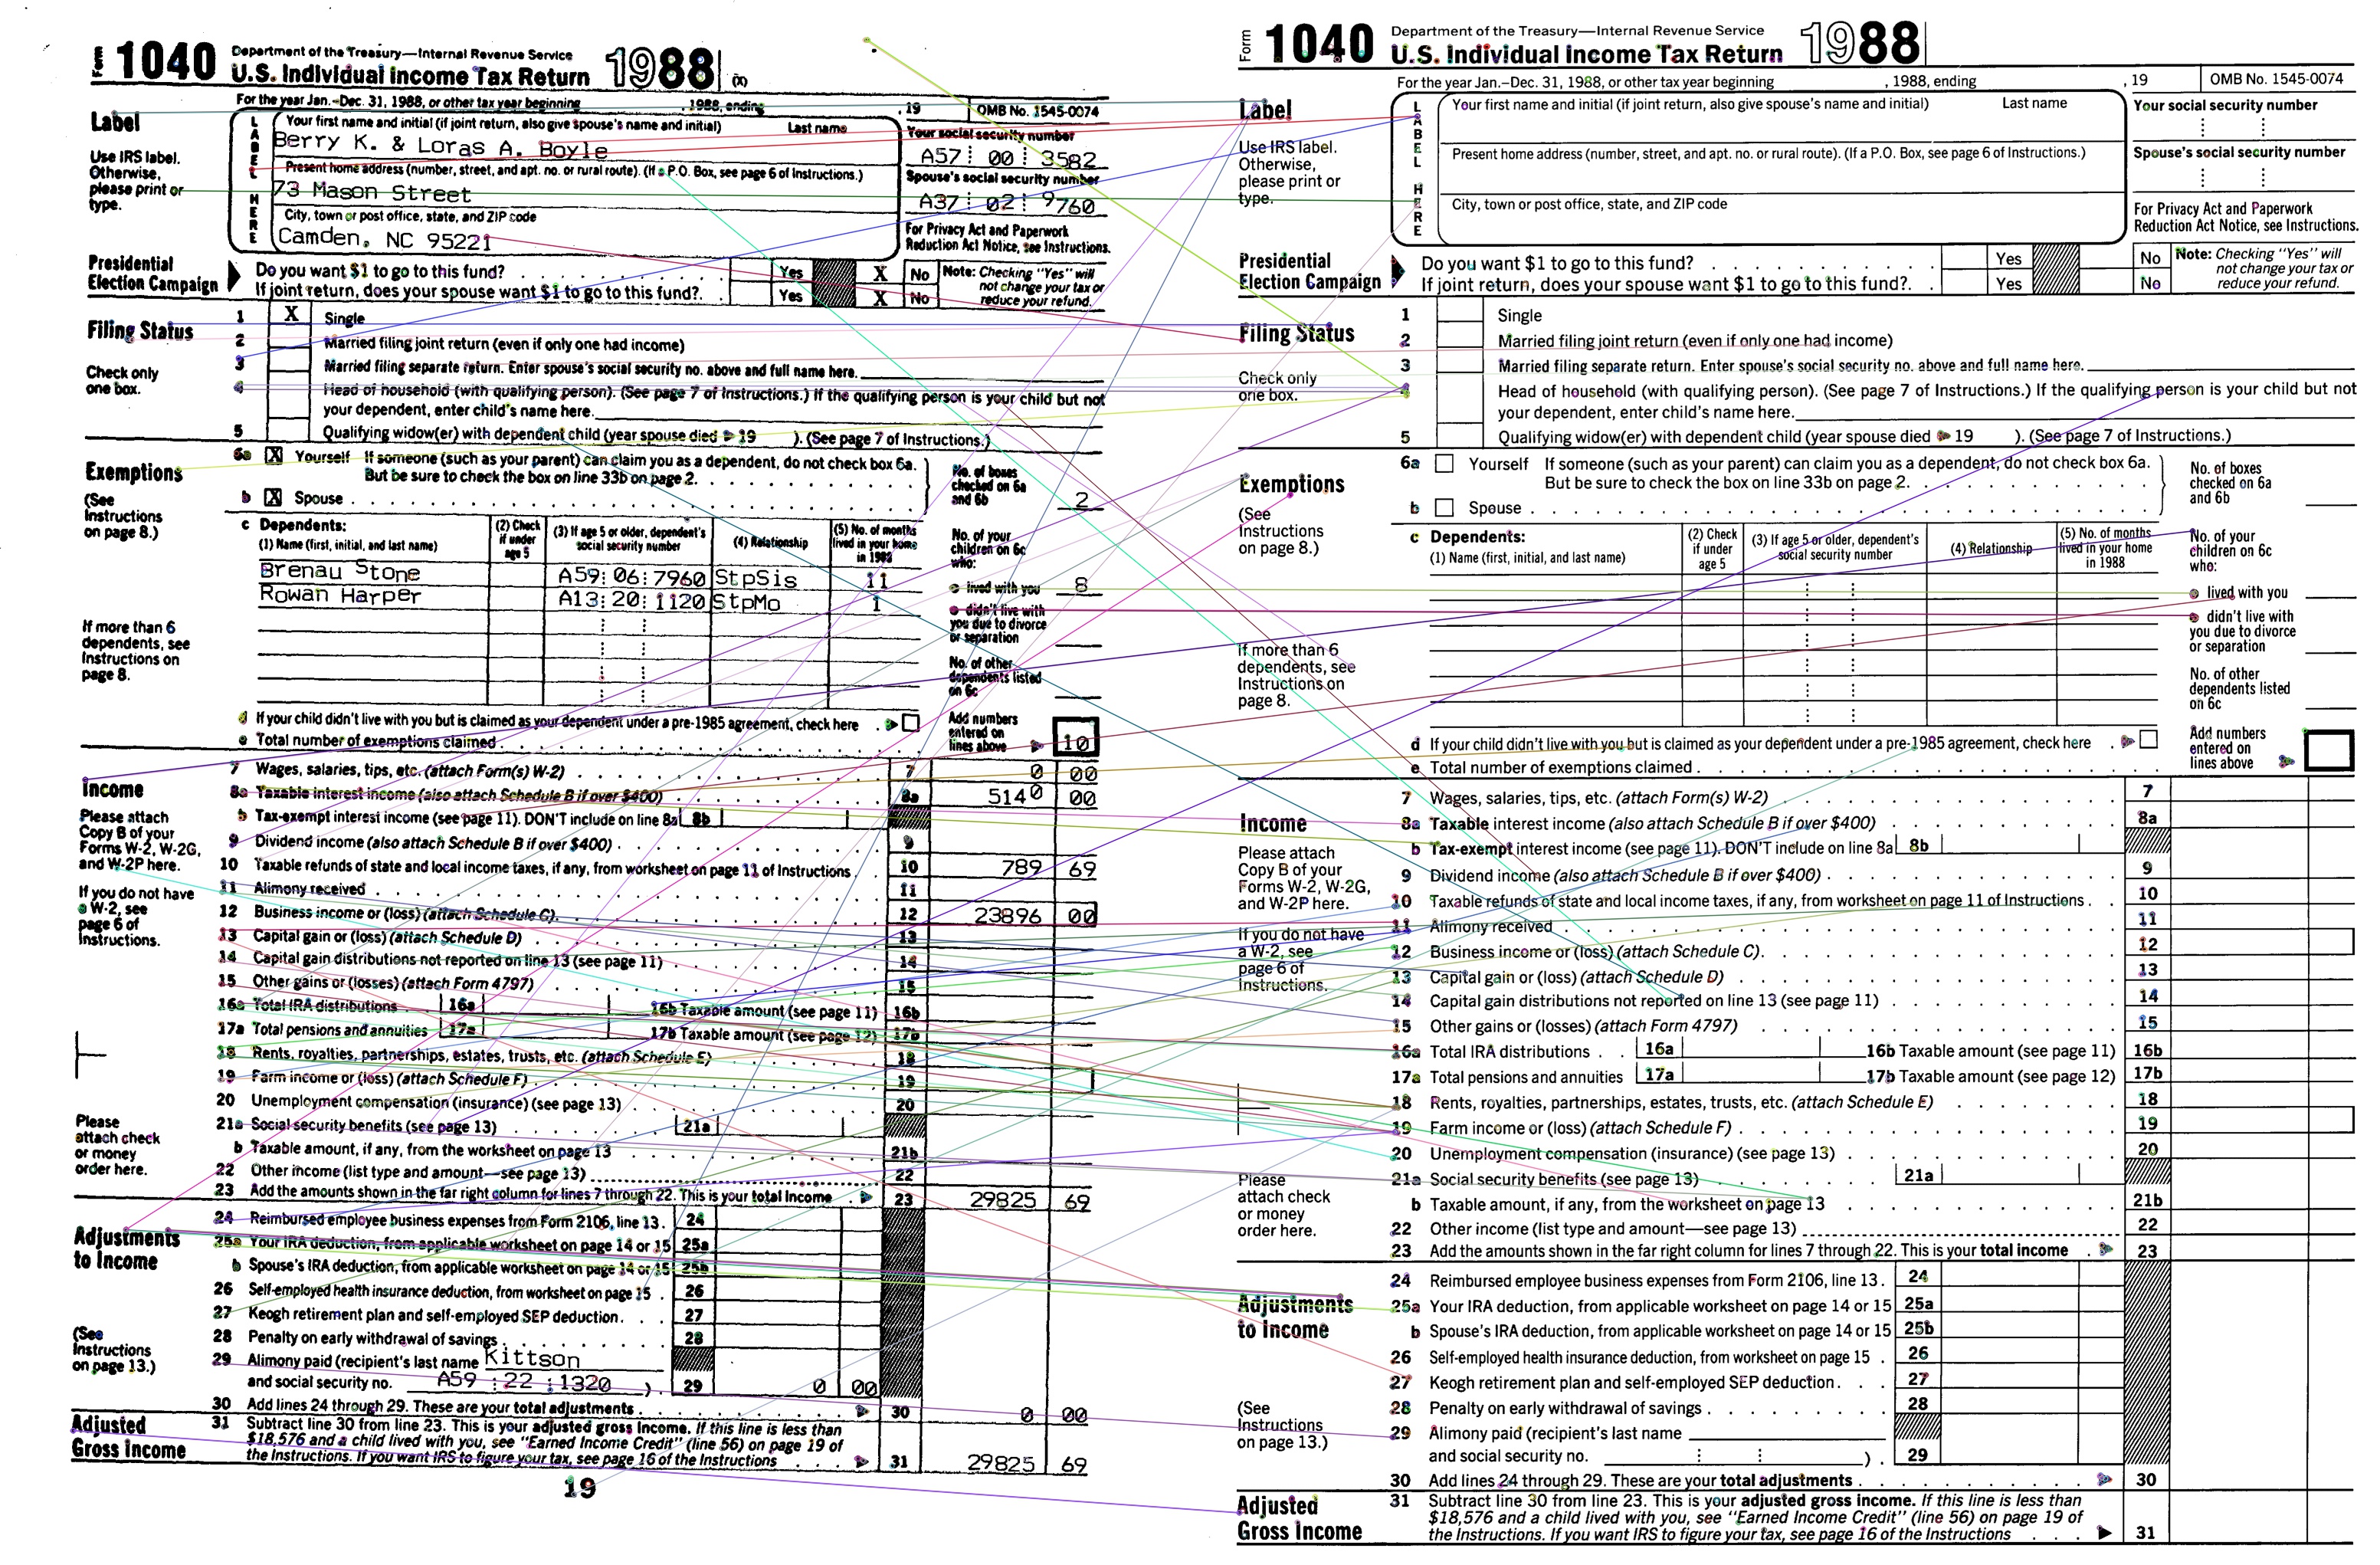 Form 1040 Department of the Treasury—Internal Revenue Service
U.S. Individual Income Tax Return 1988 (X)
For the year Jan.–Dec. 31, 1988, or other tax year beginning , 1988, ending , 19 OMB No. 1545-0074
Label
Use IRS label.
Otherwise,
please print or
type.
LABEL HERE
Your first name and initial (if joint return, also give spouse's name and initial) Last name
Berry K. & Loras A. Boyle
Present home address (number, street, and apt. no. or rural route). (If a P.O. Box, see page 6 of Instructions.)
73 Mason Street
City, town or post office, state, and ZIP code
Camden, NC 95221
Your social security number
A57 00 3582
Spouse's social security number
A37 02 9760
For Privacy Act and Paperwork
Reduction Act Notice, see Instructions.
Presidential
Election Campaign
Do you want $1 to go to this fund? Yes X No
If joint return, does your spouse want $1 to go to this fund?. Yes X No
Note: Checking "Yes" will
not change your tax or
reduce your refund.
Filing Status
Check only
one box.
1 X Single
2 Married filing joint return (even if only one had income)
3 Married filing separate return. Enter spouse's social security no. above and full name here.
4 Head of household (with qualifying person). (See page 7 of Instructions.) If the qualifying person is your child but not
your dependent, enter child's name here.
5 Qualifying widow(er) with dependent child (year spouse died ▶ 19 ). (See page 7 of Instructions.)
Exemptions
(See
Instructions
on page 8.)
6a X Yourself If someone (such as your parent) can claim you as a dependent, do not check box 6a.
But be sure to check the box on line 33b on page 2.
b X Spouse
No. of boxes
checked on 6a
and 6b 2
c Dependents:
(1) Name (first, initial, and last name) (2) Check if under age 5 (3) If age 5 or older, dependent's social security number (4) Relationship (5) No. of months lived in your home in 1988
Brenau Stone A59 06 7960 StpSis 11
Rowan Harper A13 20 1120 StpMo 1
No. of your
children on 6c
who:
● lived with you 8
● didn't live with
you due to divorce
or separation
No. of other
dependents listed
on 6c
If more than 6
dependents, see
Instructions on
page 8.
d If your child didn't live with you but is claimed as your dependent under a pre-1985 agreement, check here ▶
e Total number of exemptions claimed
Add numbers
entered on
lines above ▶ 10
Income
Please attach
Copy B of your
Forms W-2, W-2G,
and W-2P here.
If you do not have
a W-2, see
page 6 of
Instructions.
Please
attach check
or money
order here.
7 Wages, salaries, tips, etc. (attach Form(s) W-2) 7 0 00
8a Taxable interest income (also attach Schedule B if over $400) 8a 5140 00
b Tax-exempt interest income (see page 11). DON'T include on line 8a 8b
9 Dividend income (also attach Schedule B if over $400) 9
10 Taxable refunds of state and local income taxes, if any, from worksheet on page 11 of Instructions 10 789 69
11 Alimony received 11
12 Business income or (loss) (attach Schedule C) 12 23896 00
13 Capital gain or (loss) (attach Schedule D) 13
14 Capital gain distributions not reported on line 13 (see page 11) 14
15 Other gains or (losses) (attach Form 4797) 15
16a Total IRA distributions 16a 16b Taxable amount (see page 11) 16b
17a Total pensions and annuities 17a 17b Taxable amount (see page 12) 17b
18 Rents, royalties, partnerships, estates, trusts, etc. (attach Schedule E) 18
19 Farm income or (loss) (attach Schedule F) 19
20 Unemployment compensation (insurance) (see page 13) 20
21a Social security benefits (see page 13) 21a
b Taxable amount, if any, from the worksheet on page 13 21b
22 Other income (list type and amount—see page 13) 22
23 Add the amounts shown in the far right column for lines 7 through 22. This is your total income ▶ 23 29825 69
Adjustments
to Income
(See
Instructions
on page 13.)
24 Reimbursed employee business expenses from Form 2106, line 13. 24
25a Your IRA deduction, from applicable worksheet on page 14 or 15 25a
b Spouse's IRA deduction, from applicable worksheet on page 14 or 15 25b
26 Self-employed health insurance deduction, from worksheet on page 15 . 26
27 Keogh retirement plan and self-employed SEP deduction. 27
28 Penalty on early withdrawal of savings 28
29 Alimony paid (recipient's last name Kittson
and social security no. A59 22 1320 ) . 29 0 00
30 Add lines 24 through 29. These are your total adjustments ▶ 30 0 00
Adjusted
Gross Income
31 Subtract line 30 from line 23. This is your adjusted gross income. If this line is less than
$18,576 and a child lived with you, see "Earned Income Credit" (line 56) on page 19 of
the Instructions. If you want IRS to figure your tax, see page 16 of the Instructions ▶ 31 29825 69
19
Form 1040 Department of the Treasury—Internal Revenue Service
U.S. Individual Income Tax Return 1988
For the year Jan.–Dec. 31, 1988, or other tax year beginning , 1988, ending , 19 OMB No. 1545-0074
Label
Use IRS label.
Otherwise,
please print or
type.
LABEL HERE
Your first name and initial (if joint return, also give spouse's name and initial) Last name
Present home address (number, street, and apt. no. or rural route). (If a P.O. Box, see page 6 of Instructions.)
City, town or post office, state, and ZIP code
Your social security number
Spouse's social security number
For Privacy Act and Paperwork
Reduction Act Notice, see Instructions.
Presidential
Election Campaign
Do you want $1 to go to this fund? Yes No
If joint return, does your spouse want $1 to go to this fund?. Yes No
Note: Checking "Yes" will
not change your tax or
reduce your refund.
Filing Status
Check only
one box.
1 Single
2 Married filing joint return (even if only one had income)
3 Married filing separate return. Enter spouse's social security no. above and full name here.
4 Head of household (with qualifying person). (See page 7 of Instructions.) If the qualifying person is your child but not
your dependent, enter child's name here.
5 Qualifying widow(er) with dependent child (year spouse died ▶ 19 ). (See page 7 of Instructions.)
Exemptions
(See
Instructions
on page 8.)
6a Yourself If someone (such as your parent) can claim you as a dependent, do not check box 6a.
But be sure to check the box on line 33b on page 2.
b Spouse
No. of boxes
checked on 6a
and 6b
c Dependents:
(1) Name (first, initial, and last name) (2) Check if under age 5 (3) If age 5 or older, dependent's social security number (4) Relationship (5) No. of months lived in your home in 1988
No. of your
children on 6c
who:
● lived with you
● didn't live with
you due to divorce
or separation
No. of other
dependents listed
on 6c
If more than 6
dependents, see
Instructions on
page 8.
d If your child didn't live with you but is claimed as your dependent under a pre-1985 agreement, check here ▶
e Total number of exemptions claimed
Add numbers
entered on
lines above ▶
Income
Please attach
Copy B of your
Forms W-2, W-2G,
and W-2P here.
If you do not have
a W-2, see
page 6 of
Instructions.
Please
attach check
or money
order here.
7 Wages, salaries, tips, etc. (attach Form(s) W-2) 7
8a Taxable interest income (also attach Schedule B if over $400) 8a
b Tax-exempt interest income (see page 11). DON'T include on line 8a 8b
9 Dividend income (also attach Schedule B if over $400) 9
10 Taxable refunds of state and local income taxes, if any, from worksheet on page 11 of Instructions 10
11 Alimony received 11
12 Business income or (loss) (attach Schedule C) 12
13 Capital gain or (loss) (attach Schedule D) 13
14 Capital gain distributions not reported on line 13 (see page 11) 14
15 Other gains or (losses) (attach Form 4797) 15
16a Total IRA distributions 16a 16b Taxable amount (see page 11) 16b
17a Total pensions and annuities 17a 17b Taxable amount (see page 12) 17b
18 Rents, royalties, partnerships, estates, trusts, etc. (attach Schedule E) 18
19 Farm income or (loss) (attach Schedule F) 19
20 Unemployment compensation (insurance) (see page 13) 20
21a Social security benefits (see page 13) 21a
b Taxable amount, if any, from the worksheet on page 13 21b
22 Other income (list type and amount—see page 13) 22
23 Add the amounts shown in the far right column for lines 7 through 22. This is your total income ▶ 23
Adjustments
to Income
(See
Instructions
on page 13.)
24 Reimbursed employee business expenses from Form 2106, line 13. 24
25a Your IRA deduction, from applicable worksheet on page 14 or 15 25a
b Spouse's IRA deduction, from applicable worksheet on page 14 or 15 25b
26 Self-employed health insurance deduction, from worksheet on page 15 . 26
27 Keogh retirement plan and self-employed SEP deduction. 27
28 Penalty on early withdrawal of savings 28
29 Alimony paid (recipient's last name
and social security no. ) . 29
30 Add lines 24 through 29. These are your total adjustments ▶ 30
Adjusted
Gross Income
31 Subtract line 30 from line 23. This is your adjusted gross income. If this line is less than
$18,576 and a child lived with you, see "Earned Income Credit" (line 56) on page 19 of
the Instructions. If you want IRS to figure your tax, see page 16 of the Instructions ▶ 31